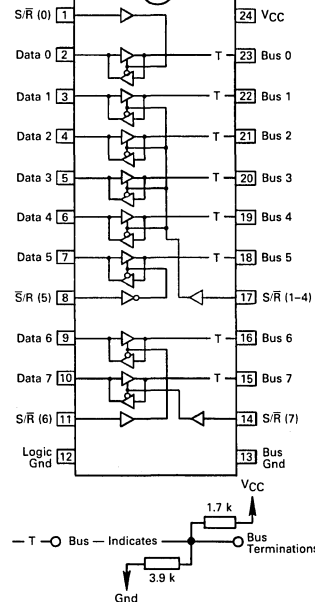 S/R̅ (0) 1 24 VCC
Data 0 2 T 23 Bus 0
Data 1 3 T 22 Bus 1
Data 2 4 T 21 Bus 2
Data 3 5 T 20 Bus 3
Data 4 6 T 19 Bus 4
Data 5 7 T 18 Bus 5
S̅/R (5) 8 17 S/R̅ (1–4)
Data 6 9 T 16 Bus 6
Data 7 10 T 15 Bus 7
S/R̅ (6) 11 14 S/R̅ (7)
Logic Gnd 12 13 Bus Gnd
VCC
1.7 k
— T — Bus — Indicates Bus Terminations
3.9 k
Gnd